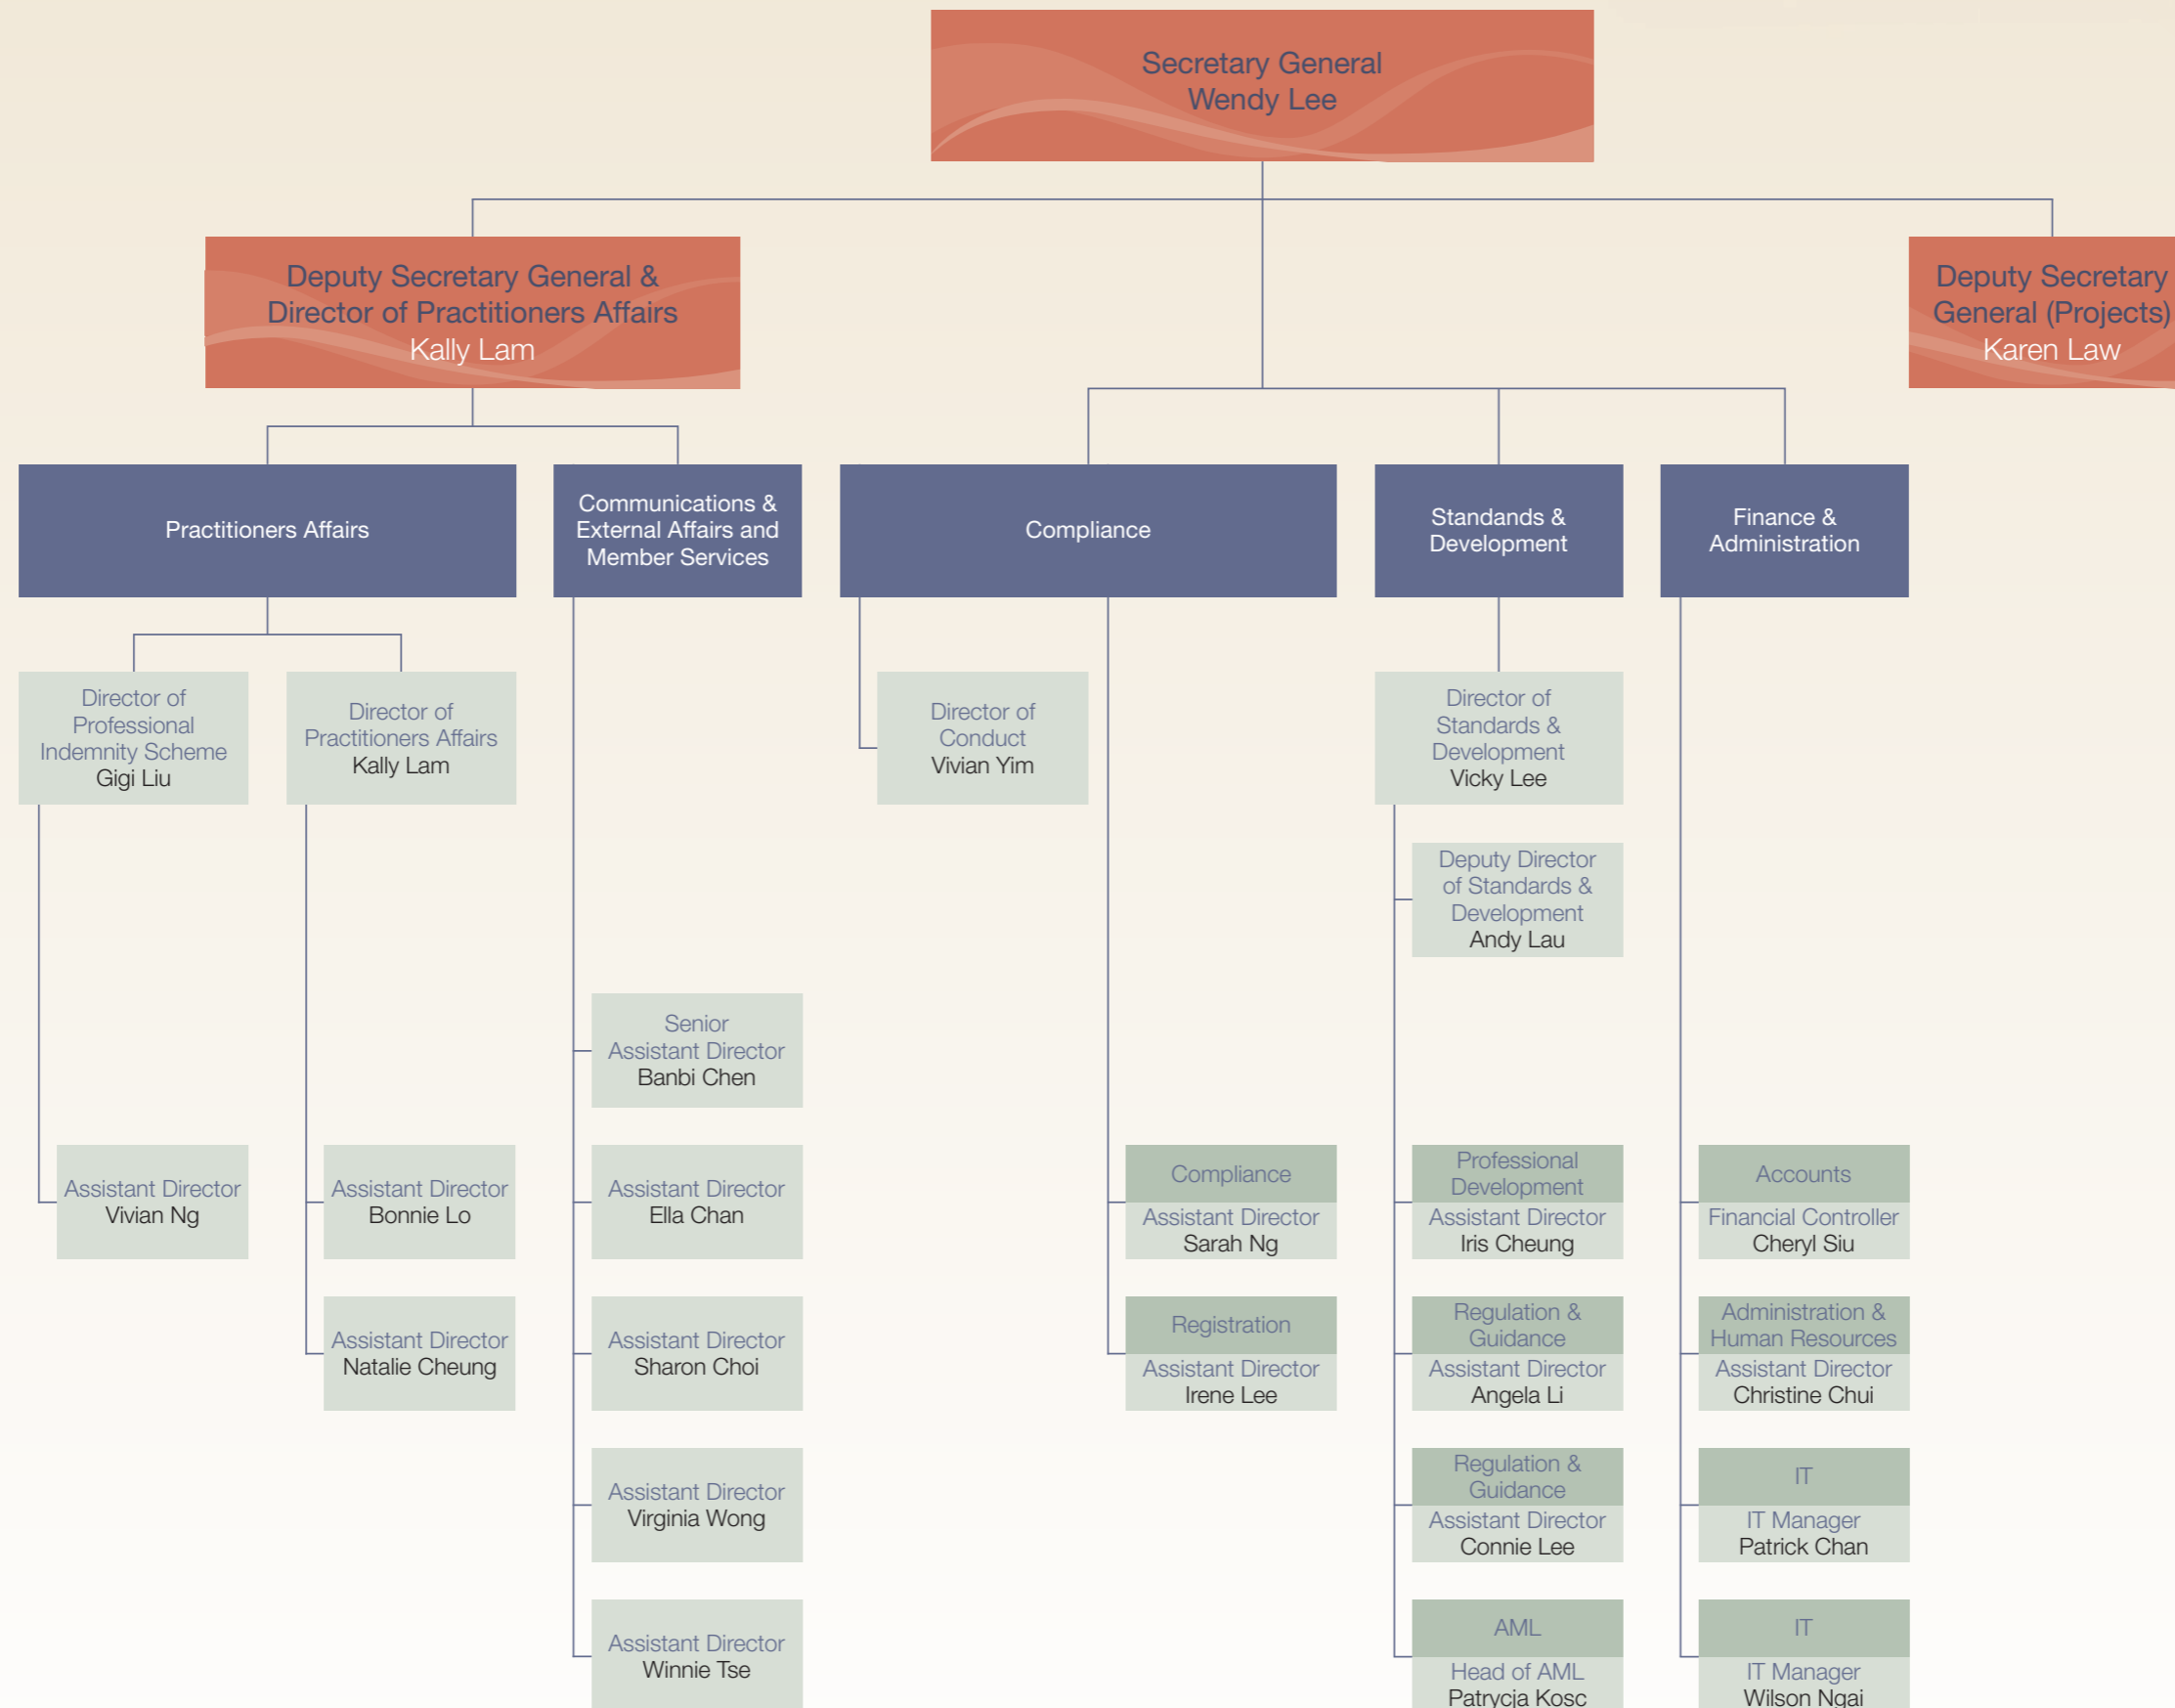 Secretary General
Wendy Lee
Deputy Secretary General &
Director of Practitioners Affairs
Kally Lam
Deputy Secretary
General (Projects)
Karen Law
Practitioners Affairs
Communications &
External Affairs and
Member Services
Compliance
Standands &
Development
Finance &
Administration
Director of
Professional
Indemnity Scheme
Gigi Liu
Director of
Practitioners Affairs
Kally Lam
Director of
Conduct
Vivian Yim
Director of
Standards &
Development
Vicky Lee
Deputy Director
of Standards &
Development
Andy Lau
Senior
Assistant Director
Banbi Chen
Assistant Director
Vivian Ng
Assistant Director
Bonnie Lo
Assistant Director
Ella Chan
Compliance
Assistant Director
Sarah Ng
Professional
Development
Assistant Director
Iris Cheung
Accounts
Financial Controller
Cheryl Siu
Assistant Director
Natalie Cheung
Assistant Director
Sharon Choi
Registration
Assistant Director
Irene Lee
Regulation &
Guidance
Assistant Director
Angela Li
Administration &
Human Resources
Assistant Director
Christine Chui
Assistant Director
Virginia Wong
Regulation &
Guidance
Assistant Director
Connie Lee
IT
IT Manager
Patrick Chan
Assistant Director
Winnie Tse
AML
Head of AML
Patrycja Kosc
IT
IT Manager
Wilson Ngai